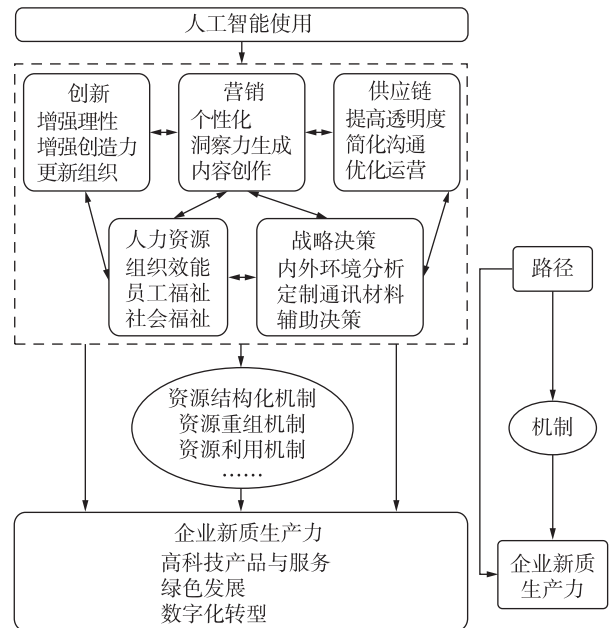 人工智能使用
创新
增强理性
增强创造力
更新组织
营销
个性化
洞察力生成
内容创作
供应链
提高透明度
简化沟通
优化运营
人力资源
组织效能
员工福祉
社会福祉
战略决策
内外环境分析
定制通讯材料
辅助决策
资源结构化机制
资源重组机制
资源利用机制
……
企业新质生产力
高科技产品与服务
绿色发展
数字化转型
路径
机制
企业新质
生产力